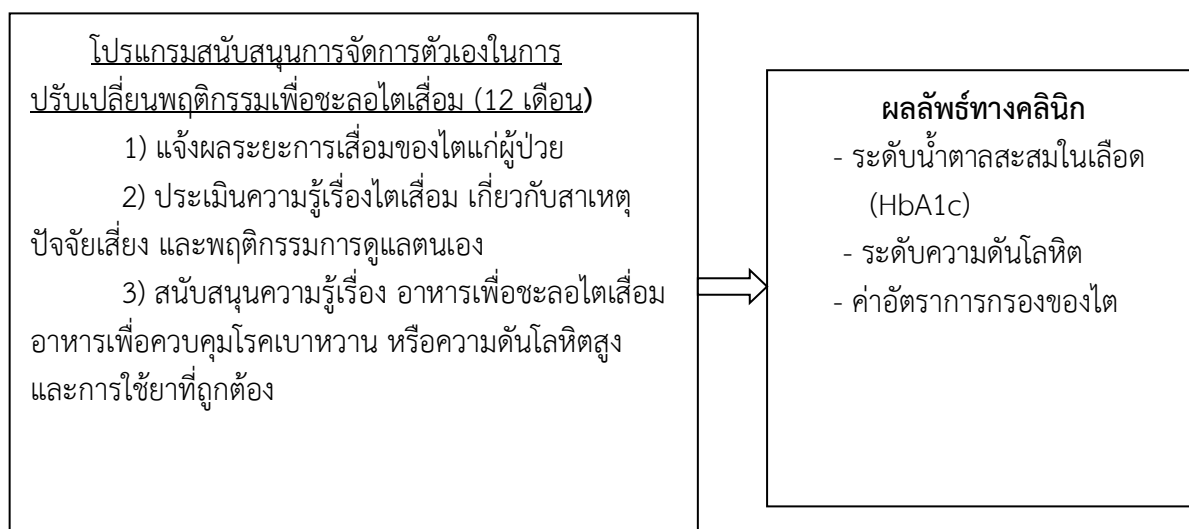 โปรแกรมสนับสนุนการจัดการตัวเองในการ
ปรับเปลี่ยนพฤติกรรมเพื่อชะลอไตเสื่อม (12 เดือน)
1) แจ้งผลระยะการเสื่อมของไตแก่ผู้ป่วย
2) ประเมินความรู้เรื่องไตเสื่อม เกี่ยวกับสาเหตุ
ปัจจัยเสี่ยง และพฤติกรรมการดูแลตนเอง
3) สนับสนุนความรู้เรื่อง อาหารเพื่อชะลอไตเสื่อม
อาหารเพื่อควบคุมโรคเบาหวาน หรือความดันโลหิตสูง
และการใช้ยาที่ถูกต้อง
ผลลัพธ์ทางคลินิก
- ระดับน้ำตาลสะสมในเลือด
(HbA1c)
- ระดับความดันโลหิต
- ค่าอัตราการกรองของไต